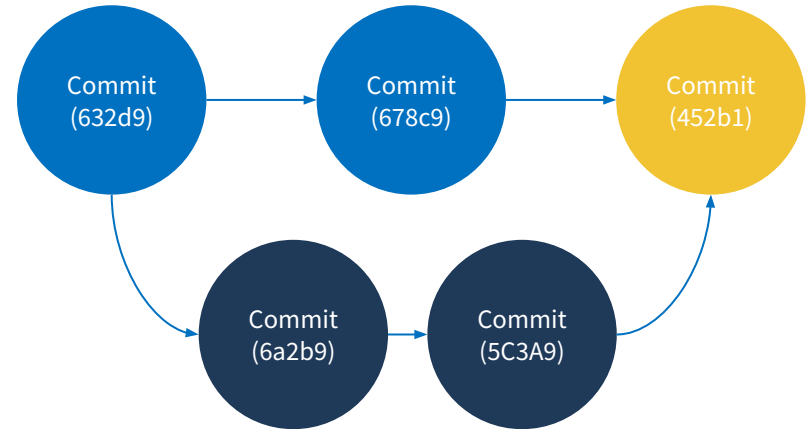 Commit
(632d9)
Commit
(678c9)
Commit
(452b1)
Commit
(6a2b9)
Commit
(5C3A9)